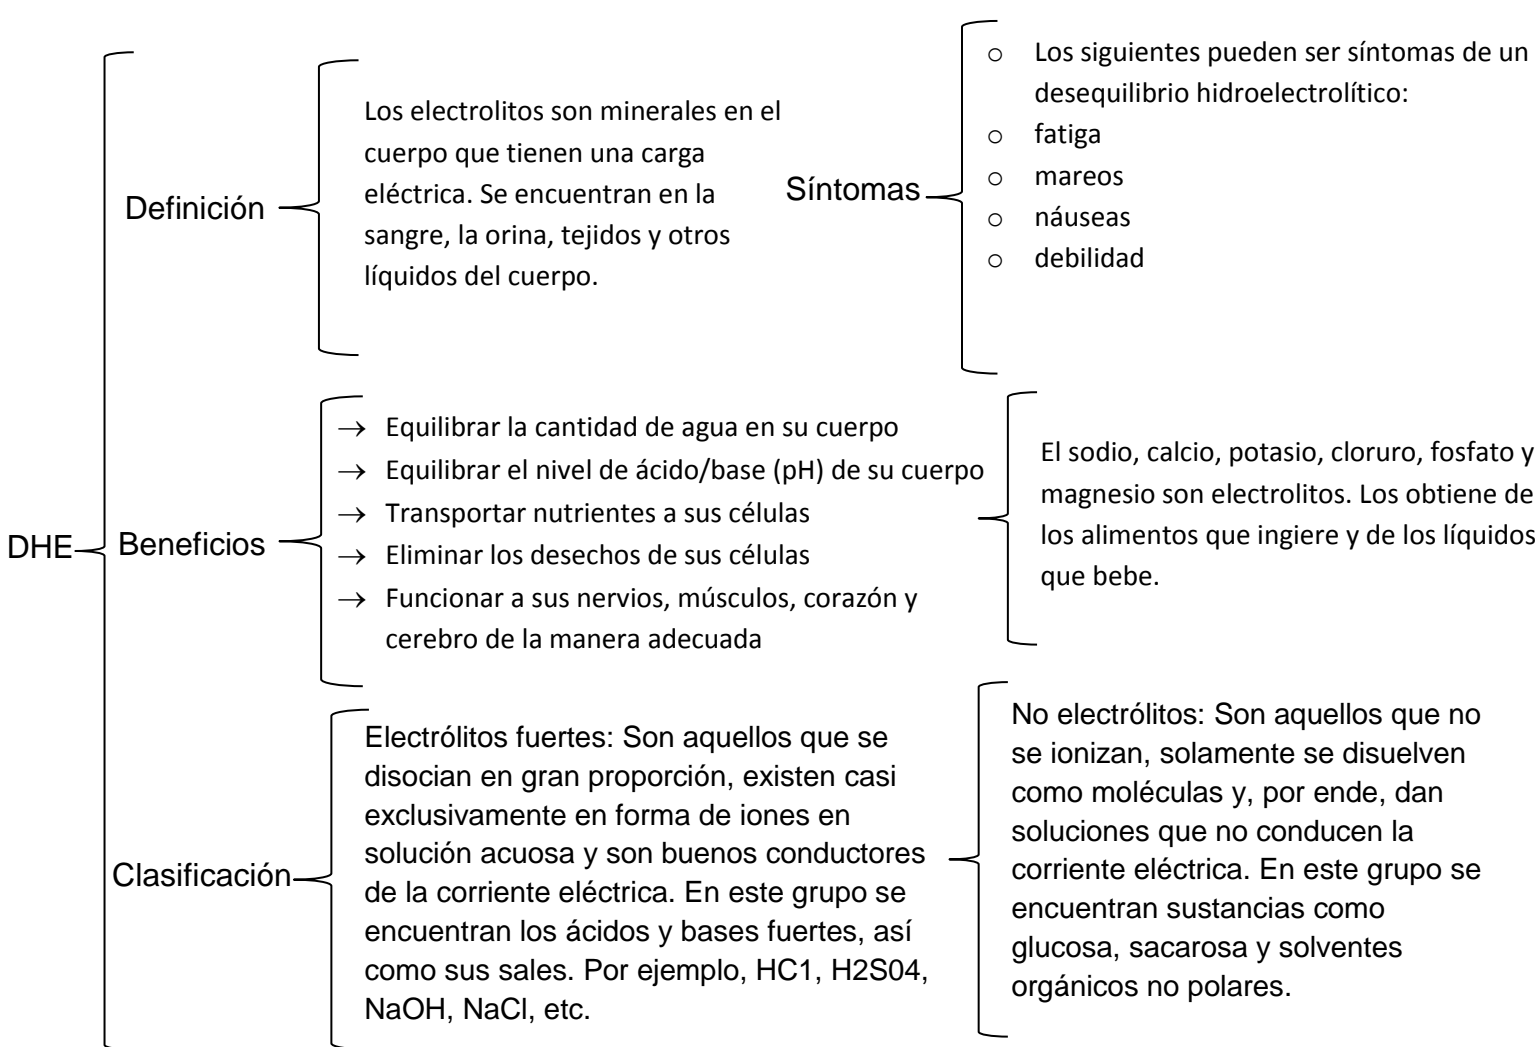 DHE
Definición
Los electrolitos son minerales en el
cuerpo que tienen una carga
eléctrica. Se encuentran en la
sangre, la orina, tejidos y otros
líquidos del cuerpo.
Síntomas
o Los siguientes pueden ser síntomas de un
desequilibrio hidroelectrolítico:
o fatiga
o mareos
o náuseas
o debilidad
Beneficios
→ Equilibrar la cantidad de agua en su cuerpo
→ Equilibrar el nivel de ácido/base (pH) de su cuerpo
→ Transportar nutrientes a sus células
→ Eliminar los desechos de sus células
→ Funcionar a sus nervios, músculos, corazón y
cerebro de la manera adecuada
El sodio, calcio, potasio, cloruro, fosfato y
magnesio son electrolitos. Los obtiene de
los alimentos que ingiere y de los líquidos
que bebe.
Clasificación
Electrólitos fuertes: Son aquellos que se
disocian en gran proporción, existen casi
exclusivamente en forma de iones en
solución acuosa y son buenos conductores
de la corriente eléctrica. En este grupo se
encuentran los ácidos y bases fuertes, así
como sus sales. Por ejemplo, HC1, H2S04,
NaOH, NaCl, etc.
No electrólitos: Son aquellos que no
se ionizan, solamente se disuelven
como moléculas y, por ende, dan
soluciones que no conducen la
corriente eléctrica. En este grupo se
encuentran sustancias como
glucosa, sacarosa y solventes
orgánicos no polares.